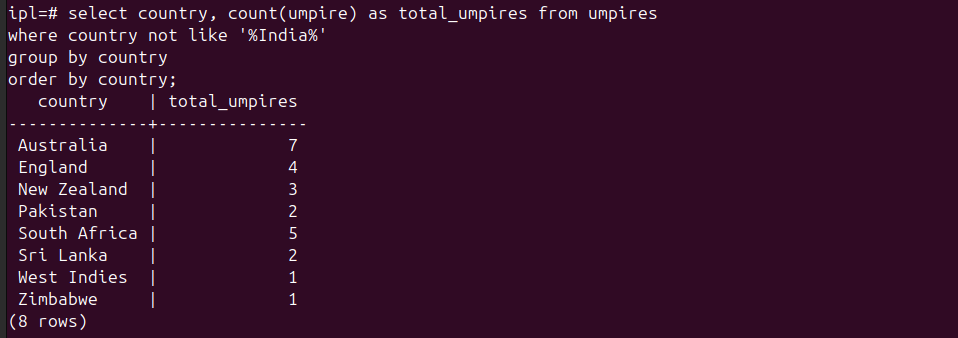 ipl=# select country, count(umpire) as total_umpires from umpires
where country not like '%India%'
group by country
order by country;
   country    | total_umpires
--------------+---------------
 Australia    |             7
 England      |             4
 New Zealand  |             3
 Pakistan     |             2
 South Africa |             5
 Sri Lanka    |             2
 West Indies  |             1
 Zimbabwe     |             1
(8 rows)